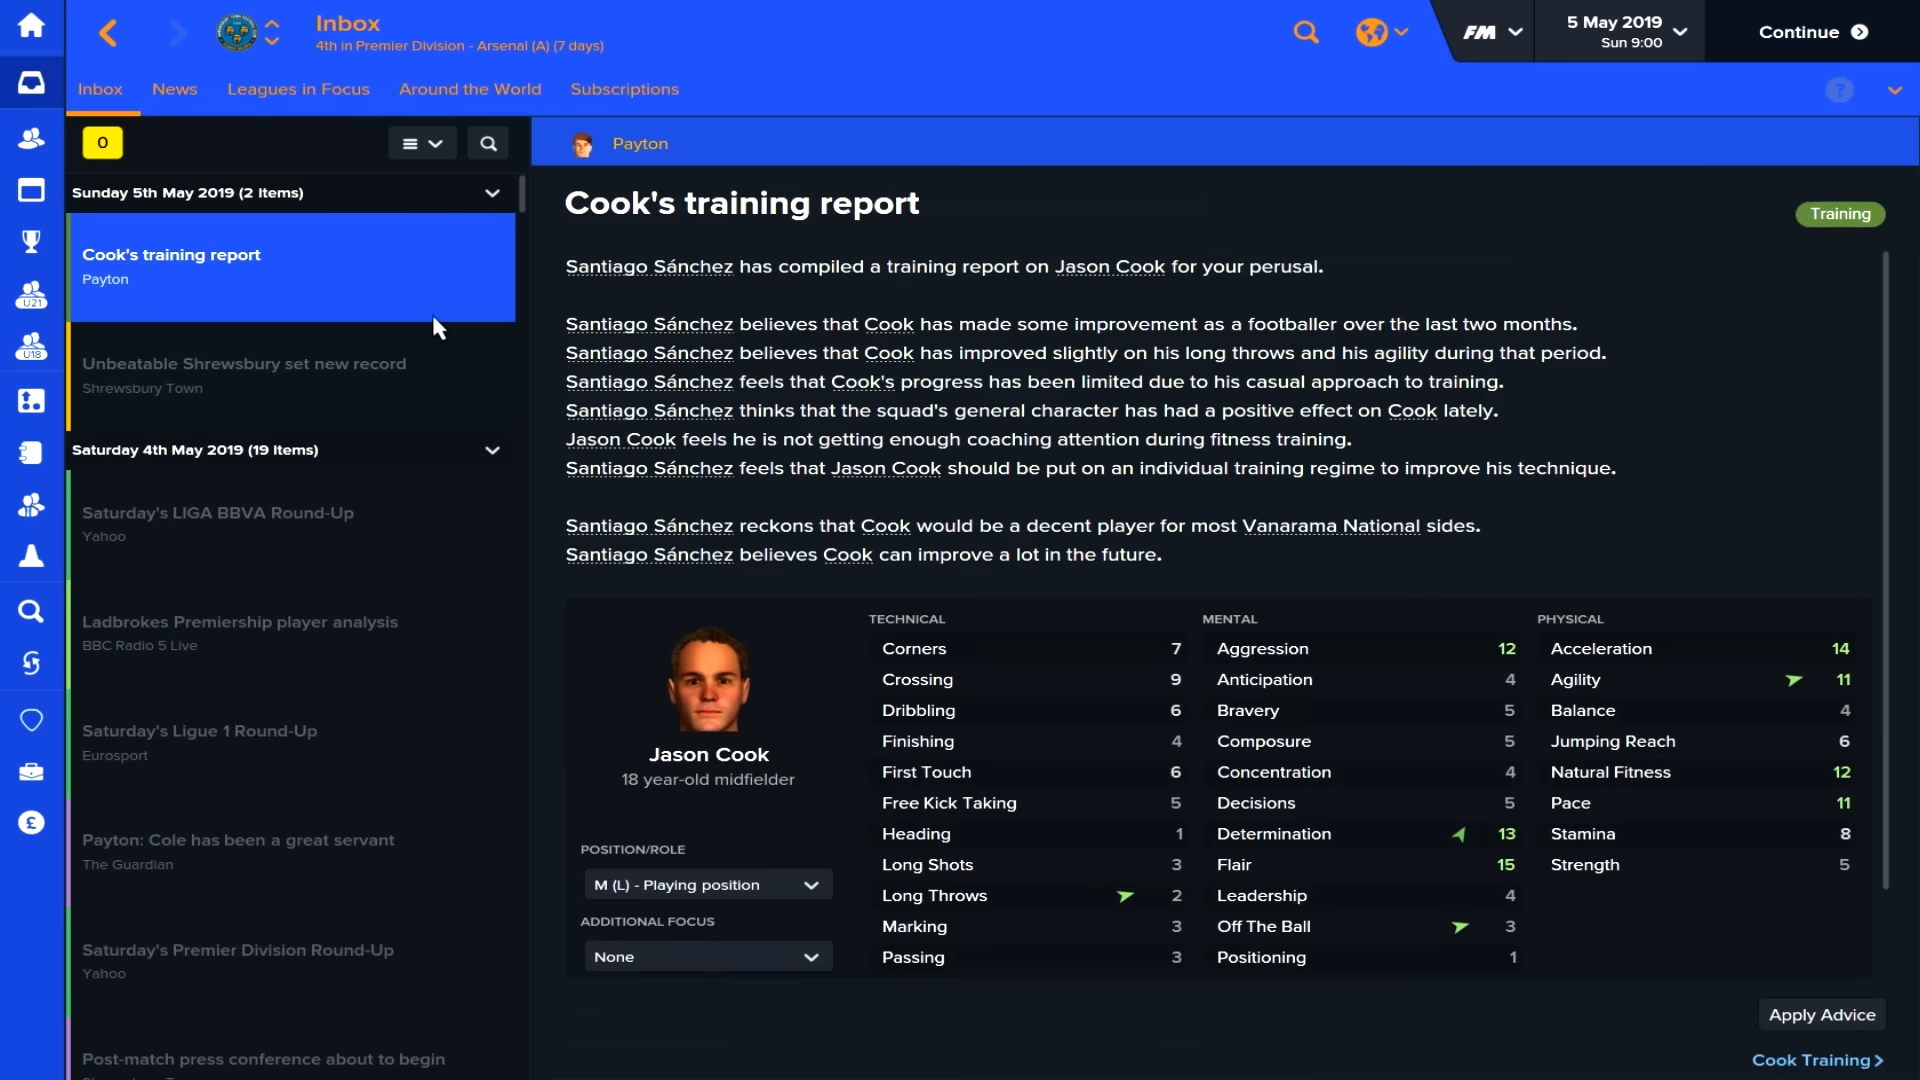 Inbox
4th in Premier Division - Arsenal (A) (7 days)
FM
5 May 2019
Sun 9:00
Continue
Inbox
News
Leagues in Focus
Around the World
Subscriptions
?
0
Payton
Sunday 5th May 2019 (2 Items)
Cook's training report
Payton
Unbeatable Shrewsbury set new record
Shrewsbury Town
Saturday 4th May 2019 (19 Items)
Saturday's LIGA BBVA Round-Up
Yahoo
Ladbrokes Premiership player analysis
BBC Radio 5 Live
Saturday's Ligue 1 Round-Up
Eurosport
Payton: Cole has been a great servant
The Guardian
Saturday's Premier Division Round-Up
Yahoo
Post-match press conference about to begin
U21
U18
£
Cook's training report
Training
Santiago Sánchez has compiled a training report on Jason Cook for your perusal.
Santiago Sánchez believes that Cook has made some improvement as a footballer over the last two months.
Santiago Sánchez believes that Cook has improved slightly on his long throws and his agility during that period.
Santiago Sánchez feels that Cook's progress has been limited due to his casual approach to training.
Santiago Sánchez thinks that the squad's general character has had a positive effect on Cook lately.
Jason Cook feels he is not getting enough coaching attention during fitness training.
Santiago Sánchez feels that Jason Cook should be put on an individual training regime to improve his technique.
Santiago Sánchez reckons that Cook would be a decent player for most Vanarama National sides.
Santiago Sánchez believes Cook can improve a lot in the future.
Jason Cook
18 year-old midfielder
POSITION/ROLE
M (L) - Playing position
ADDITIONAL FOCUS
None
TECHNICAL
Corners 7
Crossing 9
Dribbling 6
Finishing 4
First Touch 6
Free Kick Taking 5
Heading 1
Long Shots 3
Long Throws 2
Marking 3
Passing 3
MENTAL
Aggression 12
Anticipation 4
Bravery 5
Composure 5
Concentration 4
Decisions 5
Determination 13
Flair 15
Leadership 4
Off The Ball 3
Positioning 1
PHYSICAL
Acceleration 14
Agility 11
Balance 4
Jumping Reach 6
Natural Fitness 12
Pace 11
Stamina 8
Strength 5
Apply Advice
Cook Training